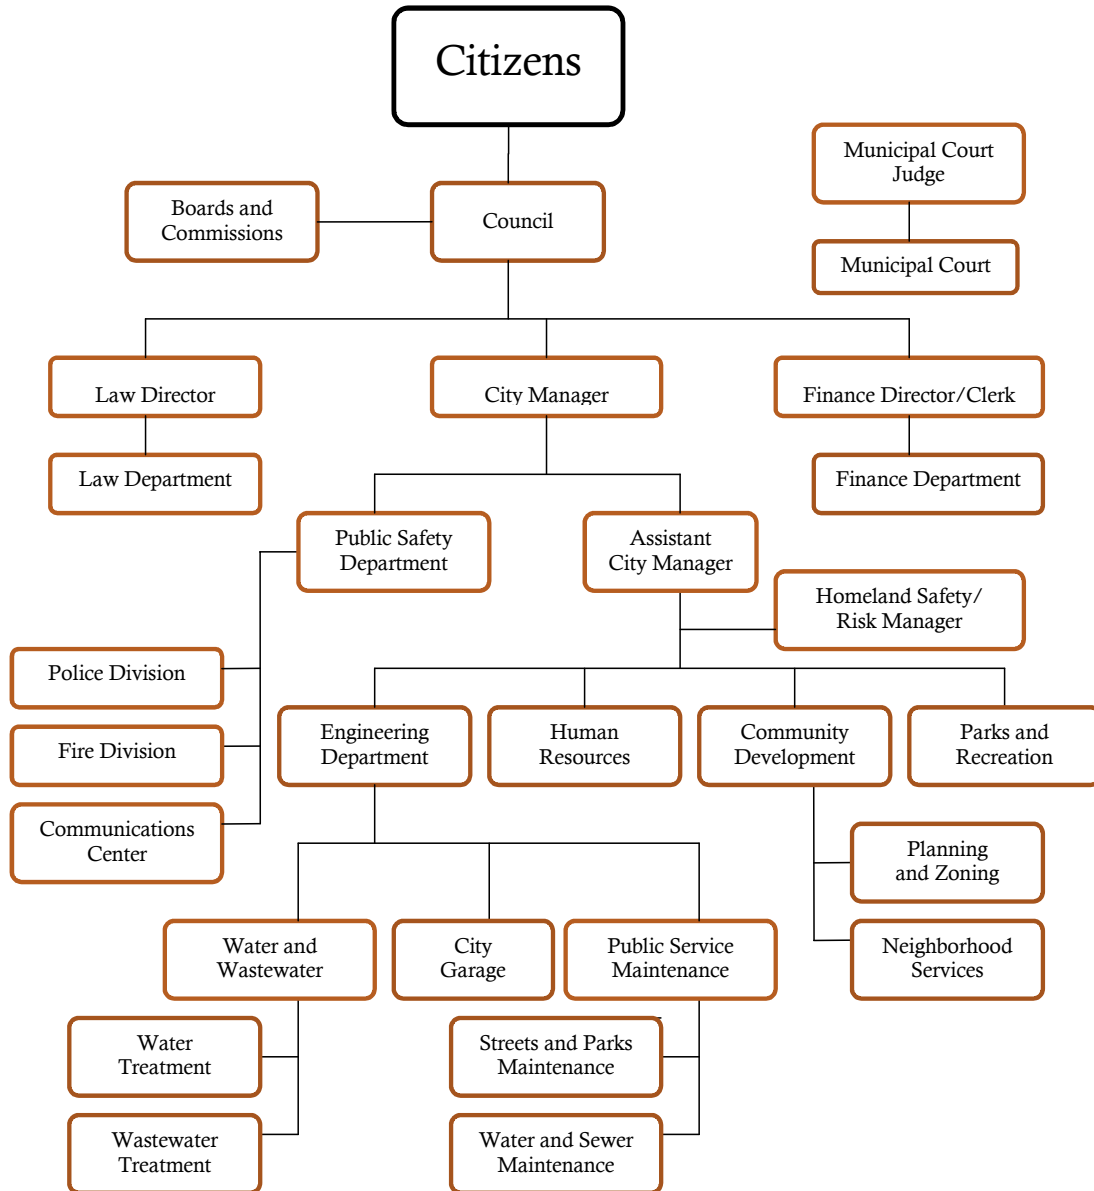 Citizens
Municipal Court
Judge
Boards and
Commissions
Council
Municipal Court
Law Director
City Manager
Finance Director/Clerk
Law Department
Finance Department
Public Safety
Department
Assistant
City Manager
Homeland Safety/
Risk Manager
Police Division
Fire Division
Communications
Center
Engineering
Department
Human
Resources
Community
Development
Parks and
Recreation
Planning
and Zoning
Neighborhood
Services
Water and
Wastewater
City
Garage
Public Service
Maintenance
Water
Treatment
Streets and Parks
Maintenance
Wastewater
Treatment
Water and Sewer
Maintenance